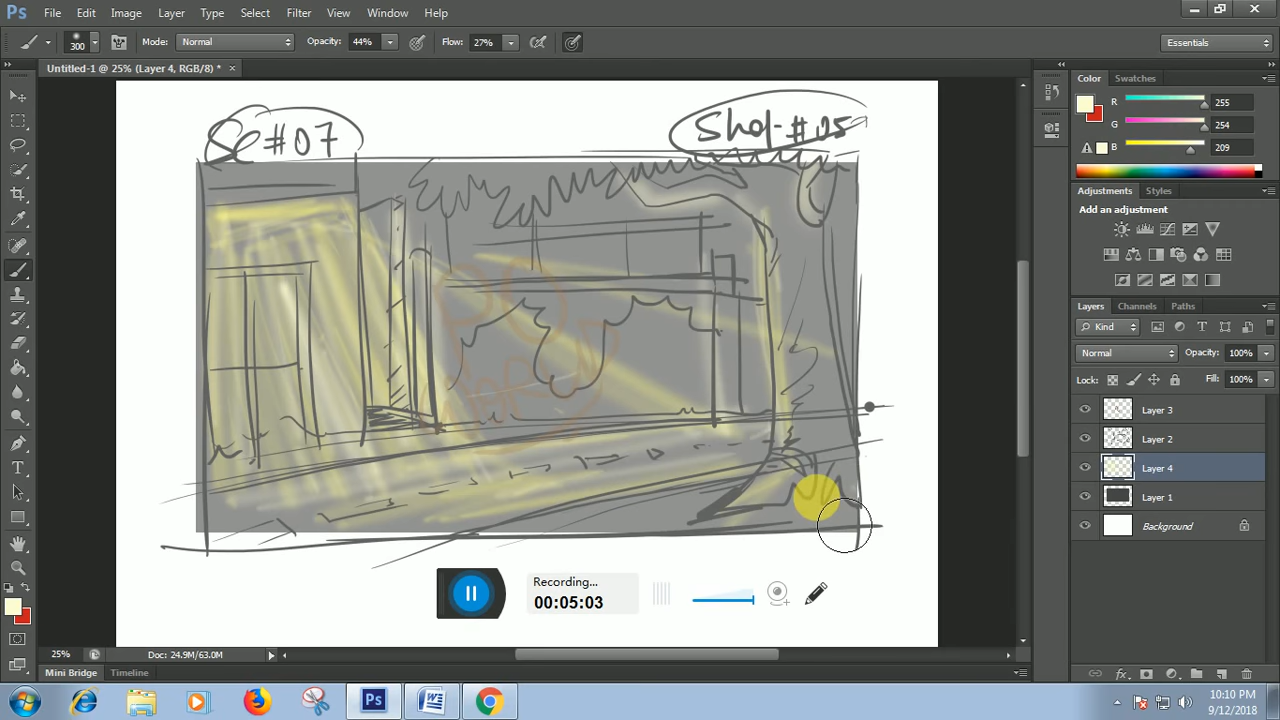 Ps File Edit Image Layer Type Select Filter View Window Help
300 Mode: Normal Opacity: 44% Flow: 27% Essentials
Untitled-1 @ 25% (Layer 4, RGB/8) * ×
Color Swatches
R 255
G 254
B 209
Adjustments Styles
Add an adjustment
Layers Channels Paths
Kind
Normal Opacity: 100%
Lock: Fill: 100%
Layer 3
Layer 2
Layer 4
Layer 1
Background
Sc #07 Shot-#05
Recording...
00:05:03
25% Doc: 24.9M/63.0M
Mini Bridge Timeline
10:10 PM
9/12/2018